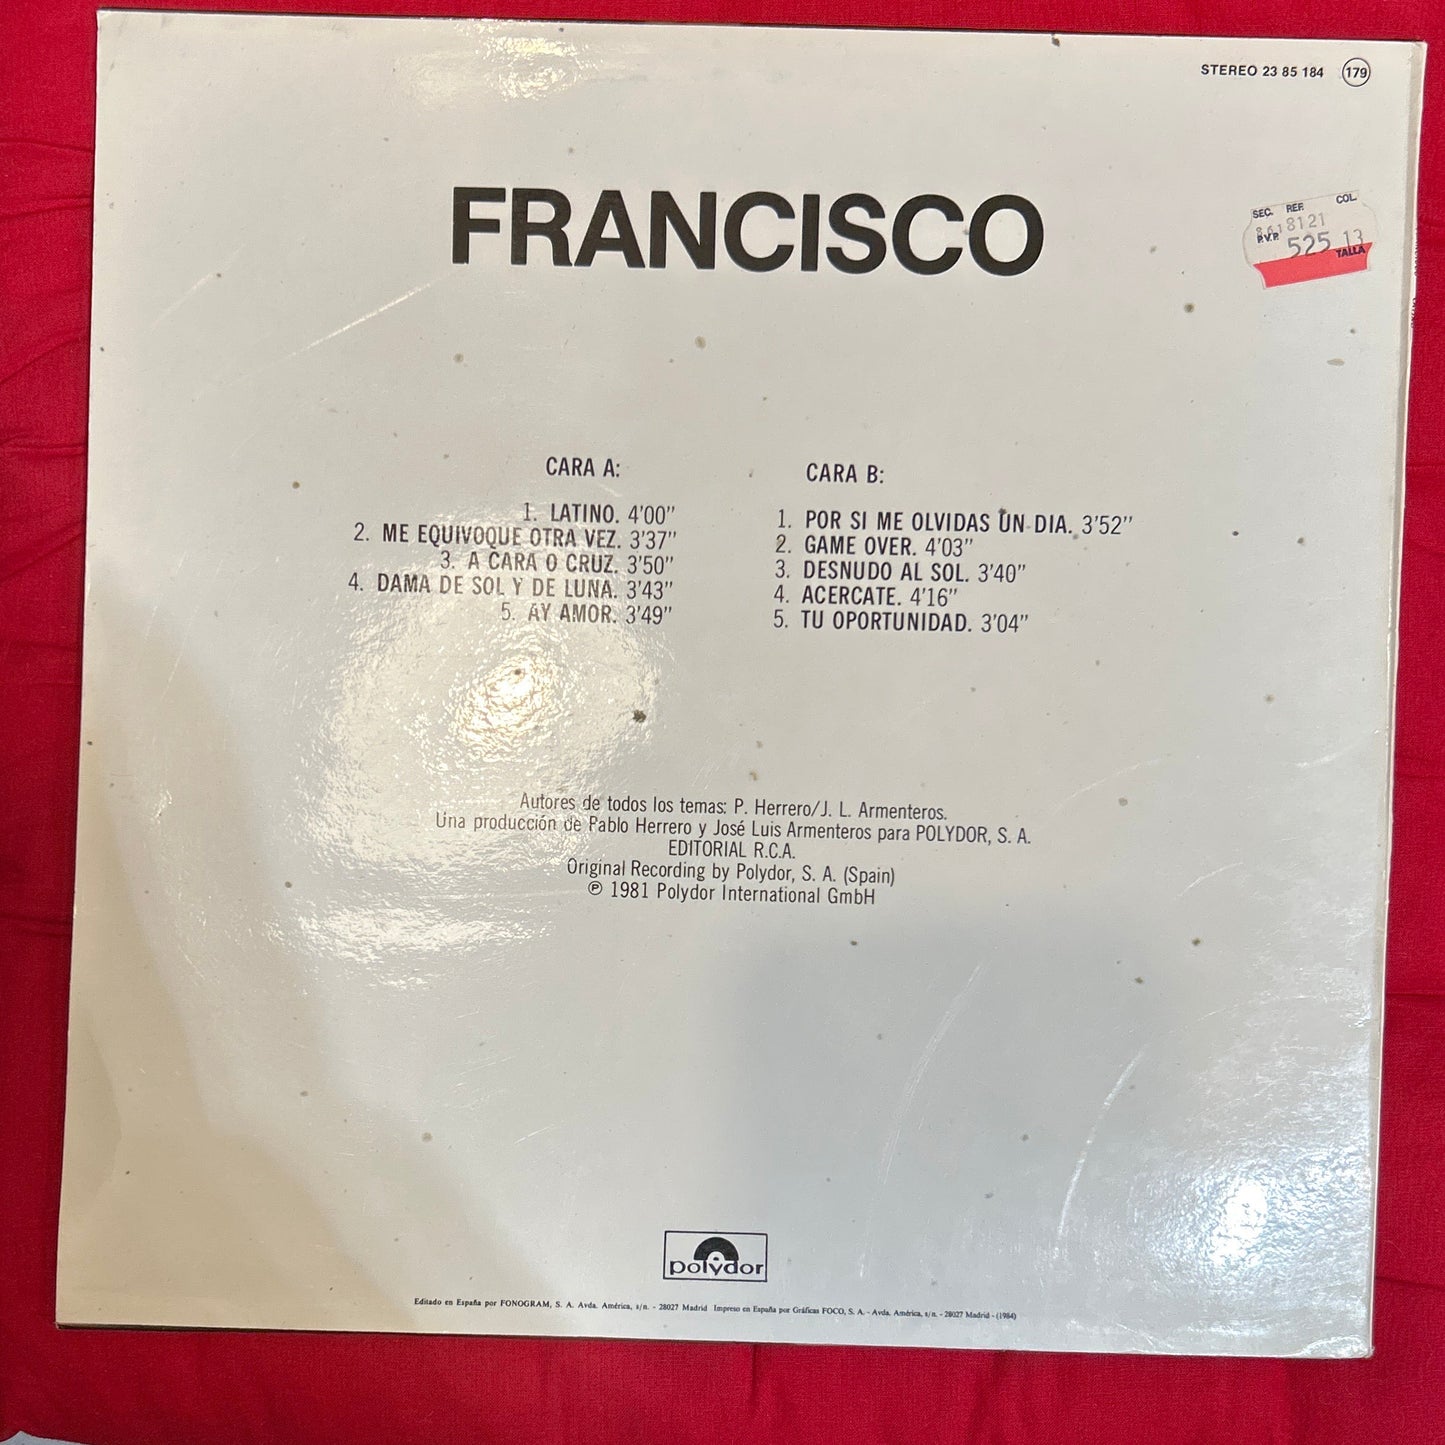 STEREO 23 85 184 179
FRANCISCO
SEC. REF. COL.
8618121
P.V.P. 525 13
TALLA
CARA A:
1. LATINO. 4'00"
2. ME EQUIVOQUE OTRA VEZ. 3'37"
3. A CARA O CRUZ. 3'50"
4. DAMA DE SOL Y DE LUNA. 3'43"
5. AY AMOR. 3'49"
CARA B:
1. POR SI ME OLVIDAS UN DIA. 3'52"
2. GAME OVER. 4'03"
3. DESNUDO AL SOL. 3'40"
4. ACERCATE. 4'16"
5. TU OPORTUNIDAD. 3'04"
Autores de todos los temas: P. Herrero/J. L. Armenteros.
Una producción de Pablo Herrero y José Luis Armenteros para POLYDOR, S. A.
EDITORIAL R.C.A.
Original Recording by Polydor, S. A. (Spain)
℗ 1981 Polydor International GmbH
polydor
Editado en España por FONOGRAM, S. A. Avda. América, s/n. - 28027 Madrid Impreso en España por Gráficas FOCO, S. A. - Avda. América, s/n. - 28027 Madrid - (1984)